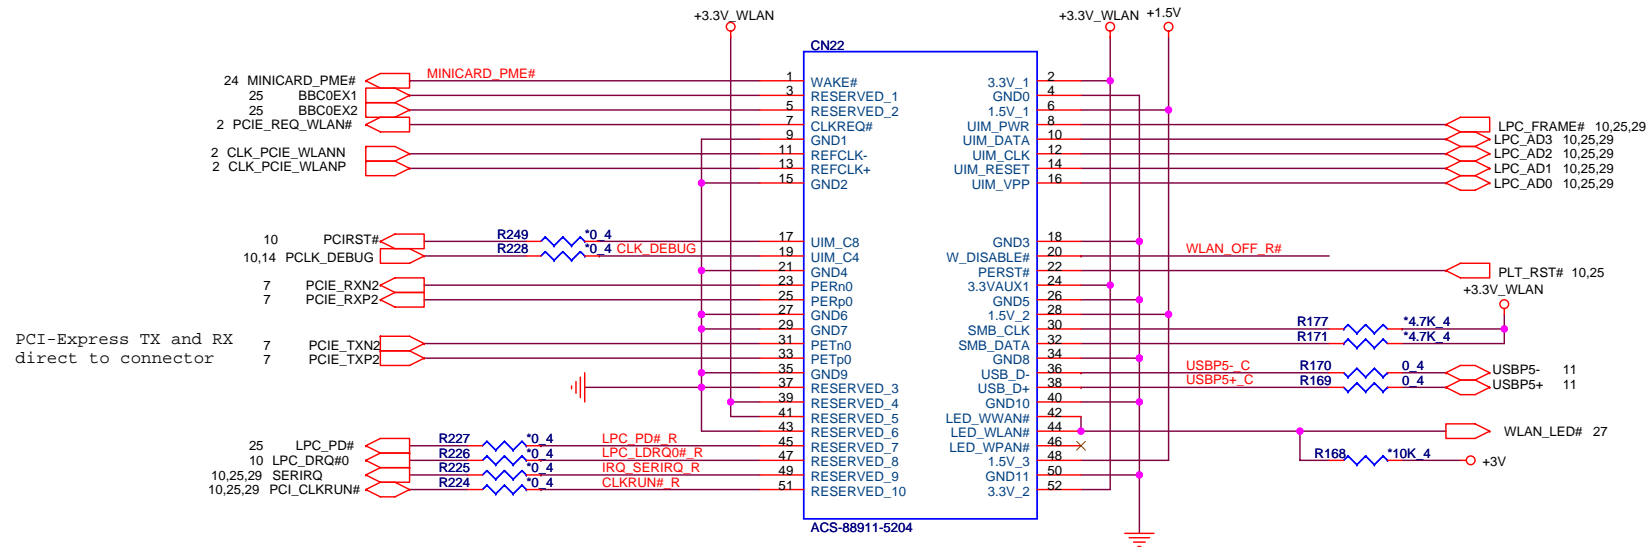 +3.3V_WLAN
+3.3V_WLAN +1.5V
CN22
24 MINICARD_PME# MINICARD_PME# 1 WAKE# 3.3V_1 2
25 BBC0EX1 3 RESERVED_1 GND0 4
25 BBC0EX2 5 RESERVED_2 1.5V_1 6
2 PCIE_REQ_WLAN# 7 CLKREQ# UIM_PWR 8 LPC_FRAME# 10,25,29
9 GND1 UIM_DATA 10 LPC_AD3 10,25,29
2 CLK_PCIE_WLANN 11 REFCLK- UIM_CLK 12 LPC_AD2 10,25,29
2 CLK_PCIE_WLANP 13 REFCLK+ UIM_RESET 14 LPC_AD1 10,25,29
15 GND2 UIM_VPP 16 LPC_AD0 10,25,29
10 PCIRST# R249 *0_4 17 UIM_C8 GND3 18
10,14 PCLK_DEBUG R228 *0_4 CLK_DEBUG 19 UIM_C4 W_DISABLE# 20 WLAN_OFF_R#
21 GND4 PERST# 22 PLT_RST# 10,25
7 PCIE_RXN2 23 PERn0 3.3VAUX1 24
+3.3V_WLAN
7 PCIE_RXP2 25 PERp0 GND5 26
27 GND6 1.5V_2 28
29 GND7 SMB_CLK 30 R177 *4.7K_4
PCI-Express TX and RX
direct to connector
7 PCIE_TXN2 31 PETn0 SMB_DATA 32 R171 *4.7K_4
7 PCIE_TXP2 33 PETp0 GND8 34
35 GND9 USB_D- 36 USBP5-_C R170 0_4 USBP5- 11
37 RESERVED_3 USB_D+ 38 USBP5+_C R169 0_4 USBP5+ 11
39 RESERVED_4 GND10 40
41 RESERVED_5 LED_WWAN# 42
43 RESERVED_6 LED_WLAN# 44 WLAN_LED# 27
25 LPC_PD# R227 *0_4 LPC_PD#_R 45 RESERVED_7 LED_WPAN# 46
10 LPC_DRQ#0 R226 *0_4 LPC_LDRQ0#_R 47 RESERVED_8 1.5V_3 48 R168 *10K_4 +3V
10,25,29 SERIRQ R225 *0_4 IRQ_SERIRQ_R 49 RESERVED_9 GND11 50
10,25,29 PCI_CLKRUN# R224 *0_4 CLKRUN#_R 51 RESERVED_10 3.3V_2 52
ACS-88911-5204